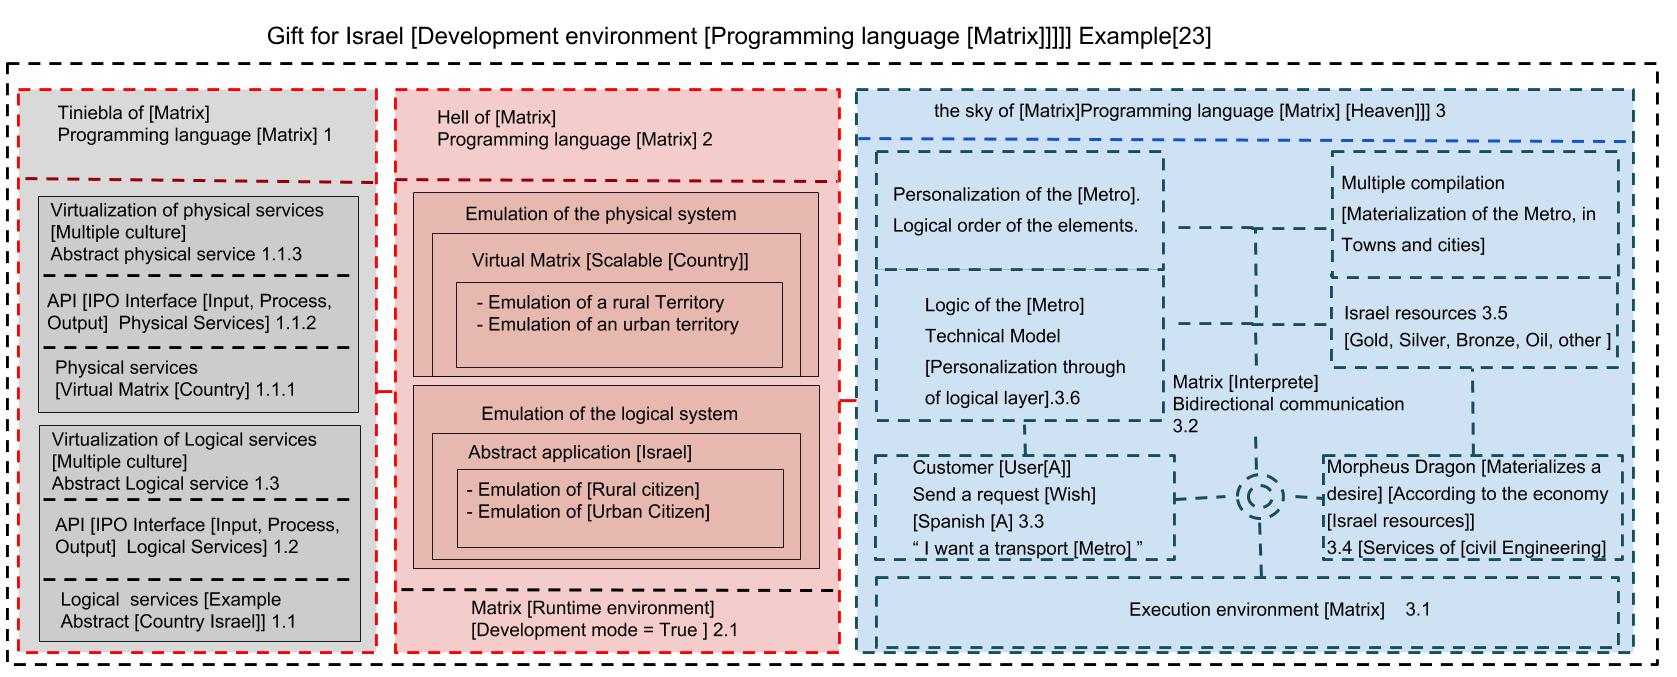 Gift for Israel [Development environment [Programming language [Matrix]]]]] Example[23]
Tiniebla of [Matrix]
Programming language [Matrix] 1
Virtualization of physical services
[Multiple culture]
Abstract physical service 1.1.3
API [IPO Interface [Input, Process,
Output]  Physical Services] 1.1.2
Physical services
[Virtual Matrix [Country] 1.1.1
Virtualization of Logical services
[Multiple culture]
Abstract Logical service 1.3
API [IPO Interface [Input, Process,
Output]  Logical Services] 1.2
Logical  services [Example
Abstract [Country Israel]] 1.1
Hell of [Matrix]
Programming language [Matrix] 2
Emulation of the physical system
Virtual Matrix [Scalable [Country]]
- Emulation of a rural Territory
- Emulation of an urban territory
Emulation of the logical system
Abstract application [Israel]
- Emulation of [Rural citizen]
- Emulation of [Urban Citizen]
Matrix [Runtime environment]
[Development mode = True ] 2.1
the sky of [Matrix]Programming language [Matrix] [Heaven]]] 3
Personalization of the [Metro].
Logical order of the elements.
Logic of the [Metro]
Technical Model
[Personalization through
of logical layer].3.6
Multiple compilation
[Materialization of the Metro, in
Towns and cities]
Israel resources 3.5
[Gold, Silver, Bronze, Oil, other ]
Matrix [Interprete]
Bidirectional communication
3.2
Customer [User[A]]
Send a request [Wish]
[Spanish [A] 3.3
“ I want a transport [Metro] ”
Morpheus Dragon [Materializes a
desire] [According to the economy
[Israel resources]]
3.4 [Services of [civil Engineering]
Execution environment [Matrix]    3.1